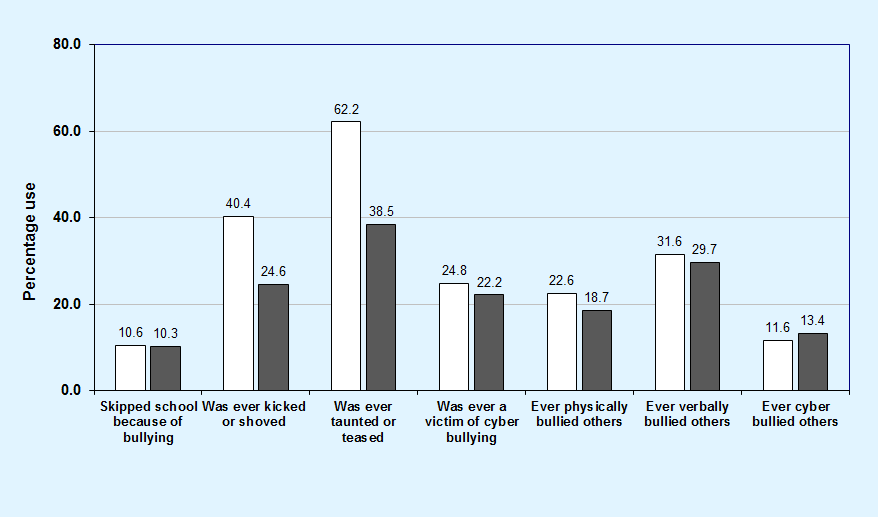 80.0
60.0
40.0
20.0
0.0
Percentage use
10.6 10.3
40.4
24.6
62.2
38.5
24.8
22.2
22.6
18.7
31.6
29.7
11.6
13.4
Skipped school
because of
bullying
Was ever kicked
or shoved
Was ever
taunted or
teased
Was ever a
victim of cyber
bullying
Ever physically
bullied others
Ever verbally
bullied others
Ever cyber
bullied others